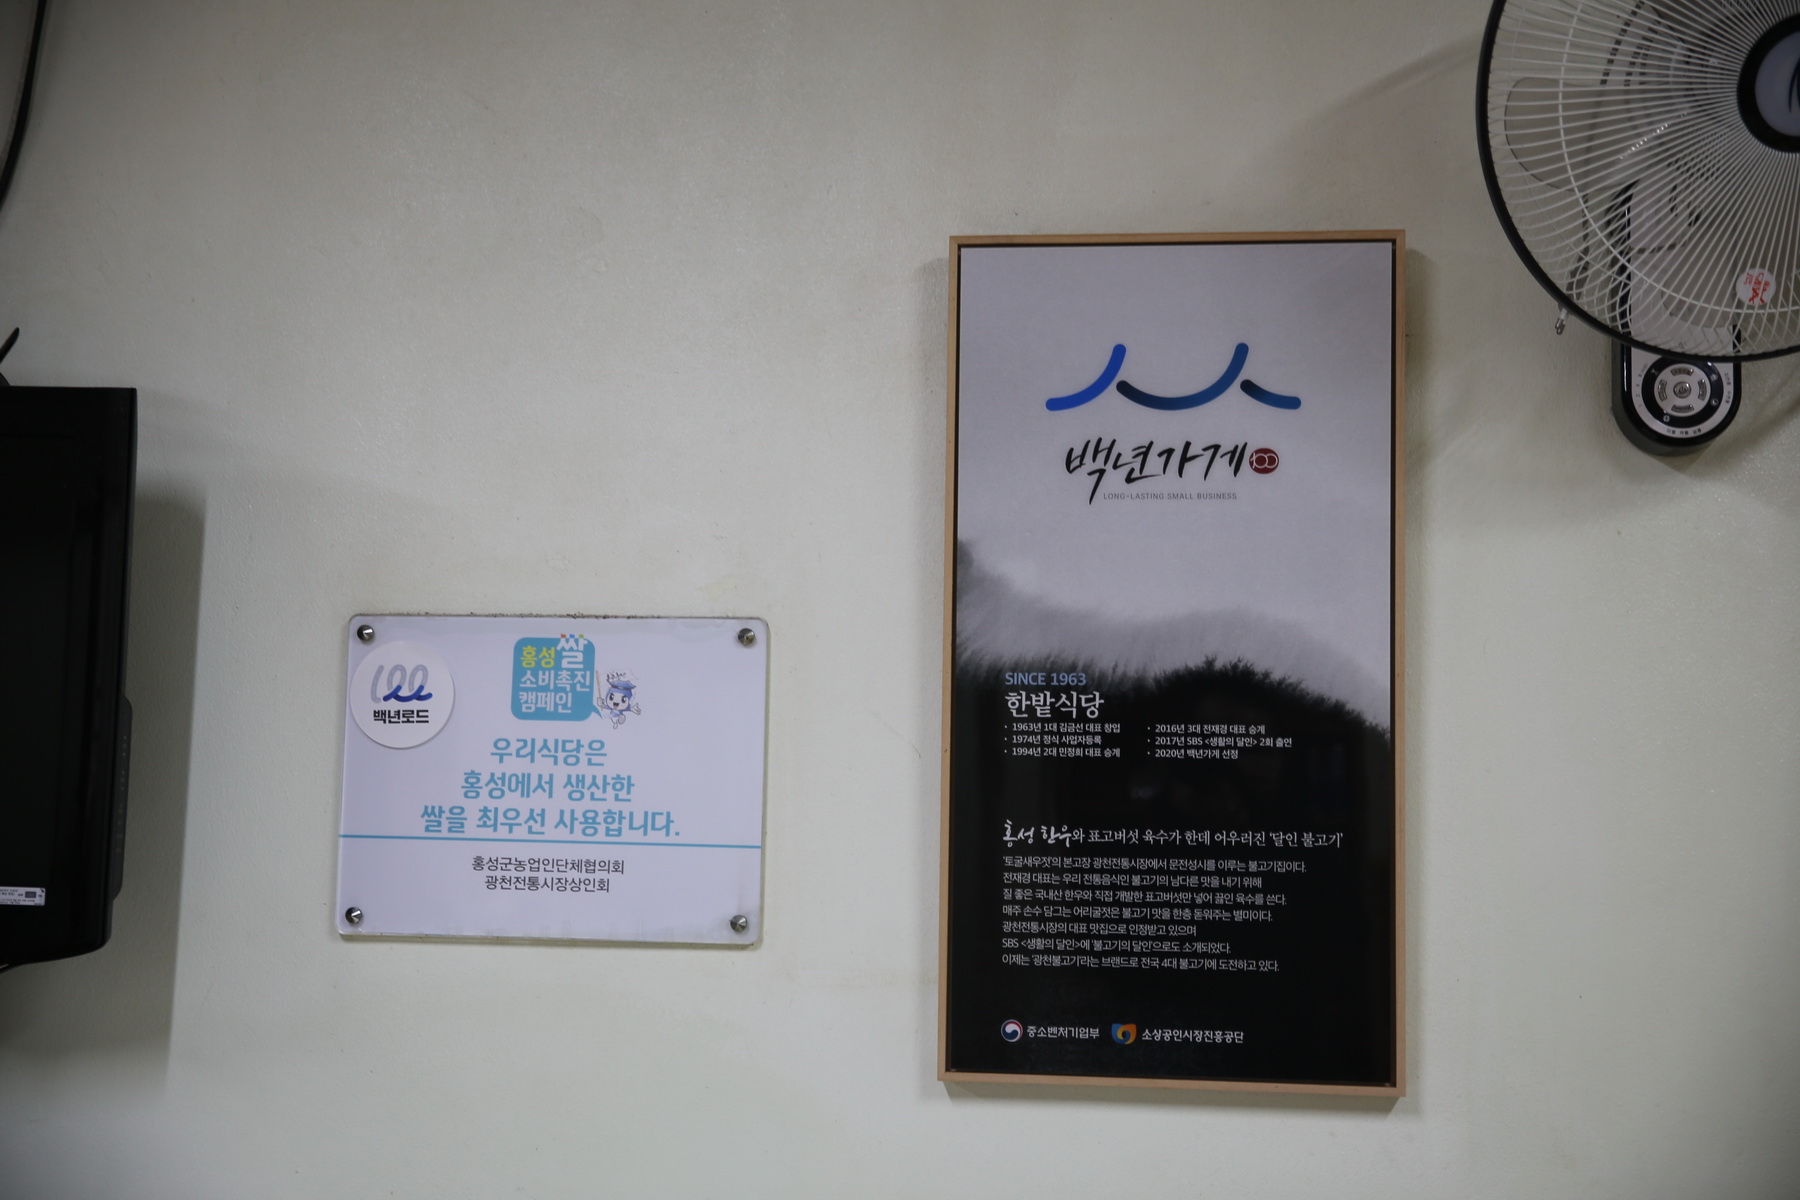 백년로드
홍성쌀
소비촉진
캠페인
우리식당은
홍성에서 생산한
쌀을 최우선 사용합니다.
홍성군농업인단체협의회
광천전통시장상인회
백년가게 100
LONG-LASTING SMALL BUSINESS
SINCE 1963
한밭식당
· 1963년 1대 김금선 대표 창업
· 1974년 정식 사업자등록
· 1994년 2대 민정희 대표 승계
· 2016년 3대 전재경 대표 승계
· 2017년 SBS <생활의 달인> 2회 출연
· 2020년 백년가게 선정
홍성 한우와 표고버섯 육수가 한데 어우러진 '달인 불고기'
'토굴새우젓'의 본고장 광천전통시장에서 문전성시를 이루는 불고기집이다.
전재경 대표는 우리 전통음식인 불고기의 남다른 맛을 내기 위해
질 좋은 국내산 한우와 직접 개발한 표고버섯만 넣어 끓인 육수를 쓴다.
매주 손수 담그는 어리굴젓은 불고기 맛을 한층 돋워주는 별미이다.
광천전통시장의 대표 맛집으로 인정받고 있으며
SBS <생활의 달인>에 '불고기의 달인'으로도 소개되었다.
이제는 '광천불고기'라는 브랜드로 전국 4대 불고기에 도전하고 있다.
중소벤처기업부
소상공인시장진흥공단